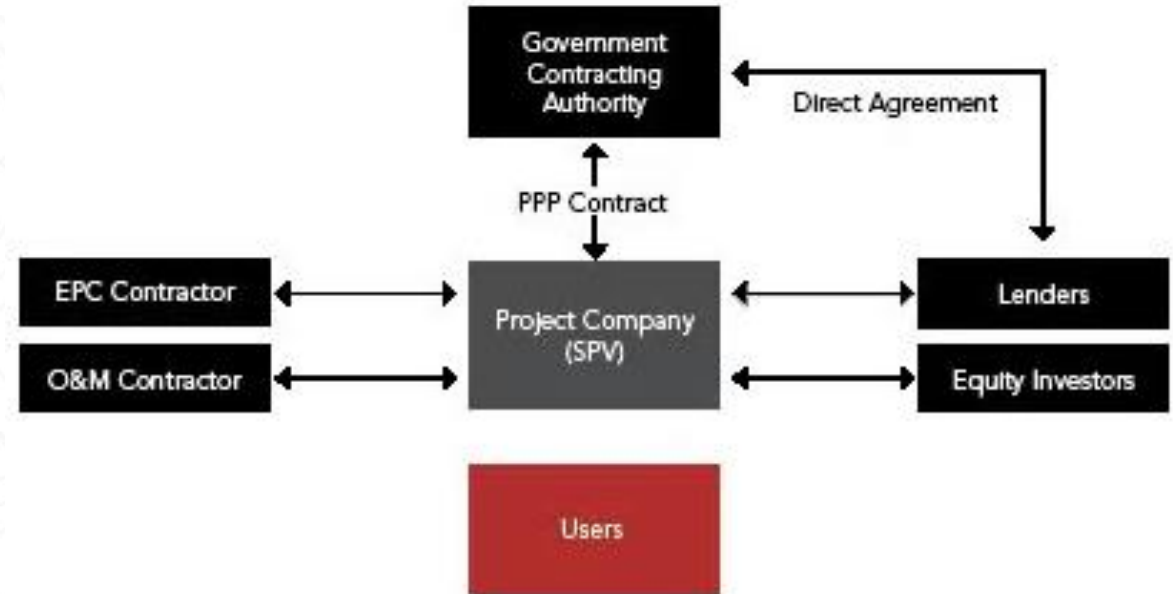 Government
Contracting
Authority
Direct Agreement
PPP Contract
EPC Contractor
Project Company
(SPV)
Lenders
O&M Contractor
Equity Investors
Users